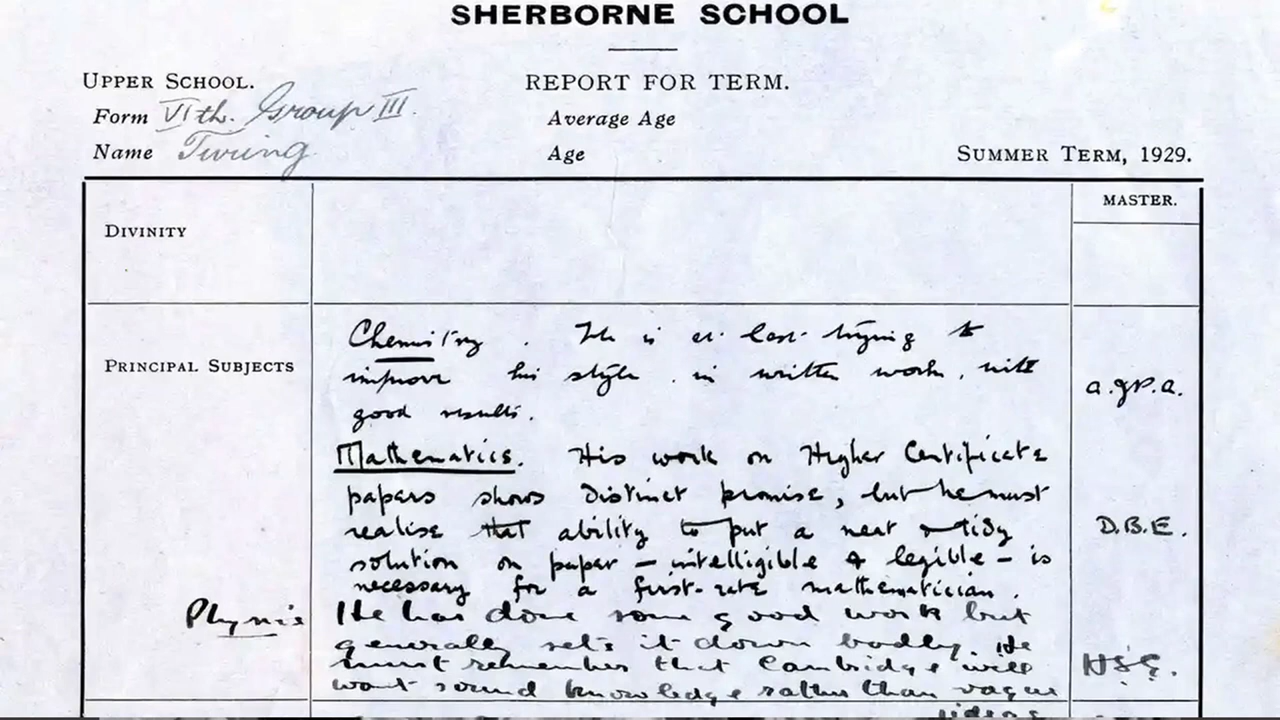 SHERBORNE SCHOOL
UPPER SCHOOL.
REPORT FOR TERM.
Form VIth. Group III.
Average Age
Name Turing
Age
SUMMER TERM, 1929.
MASTER.
DIVINITY
PRINCIPAL SUBJECTS
Chemistry. He is at last trying to
improve his style in written work, with
good results.
a.J.P.a.
Mathematics. His work on Higher Certificate
papers shows distinct promise, but he must
realise that ability to put a neat & tidy
solution on paper – intelligible & legible – is
necessary for a first-rate mathematician.
D.B.E.
Physics He has done some good work but
generally sets it down badly. He
must remember that Cambridge will
want sound knowledge rather than vague
ideas
H.S.G.